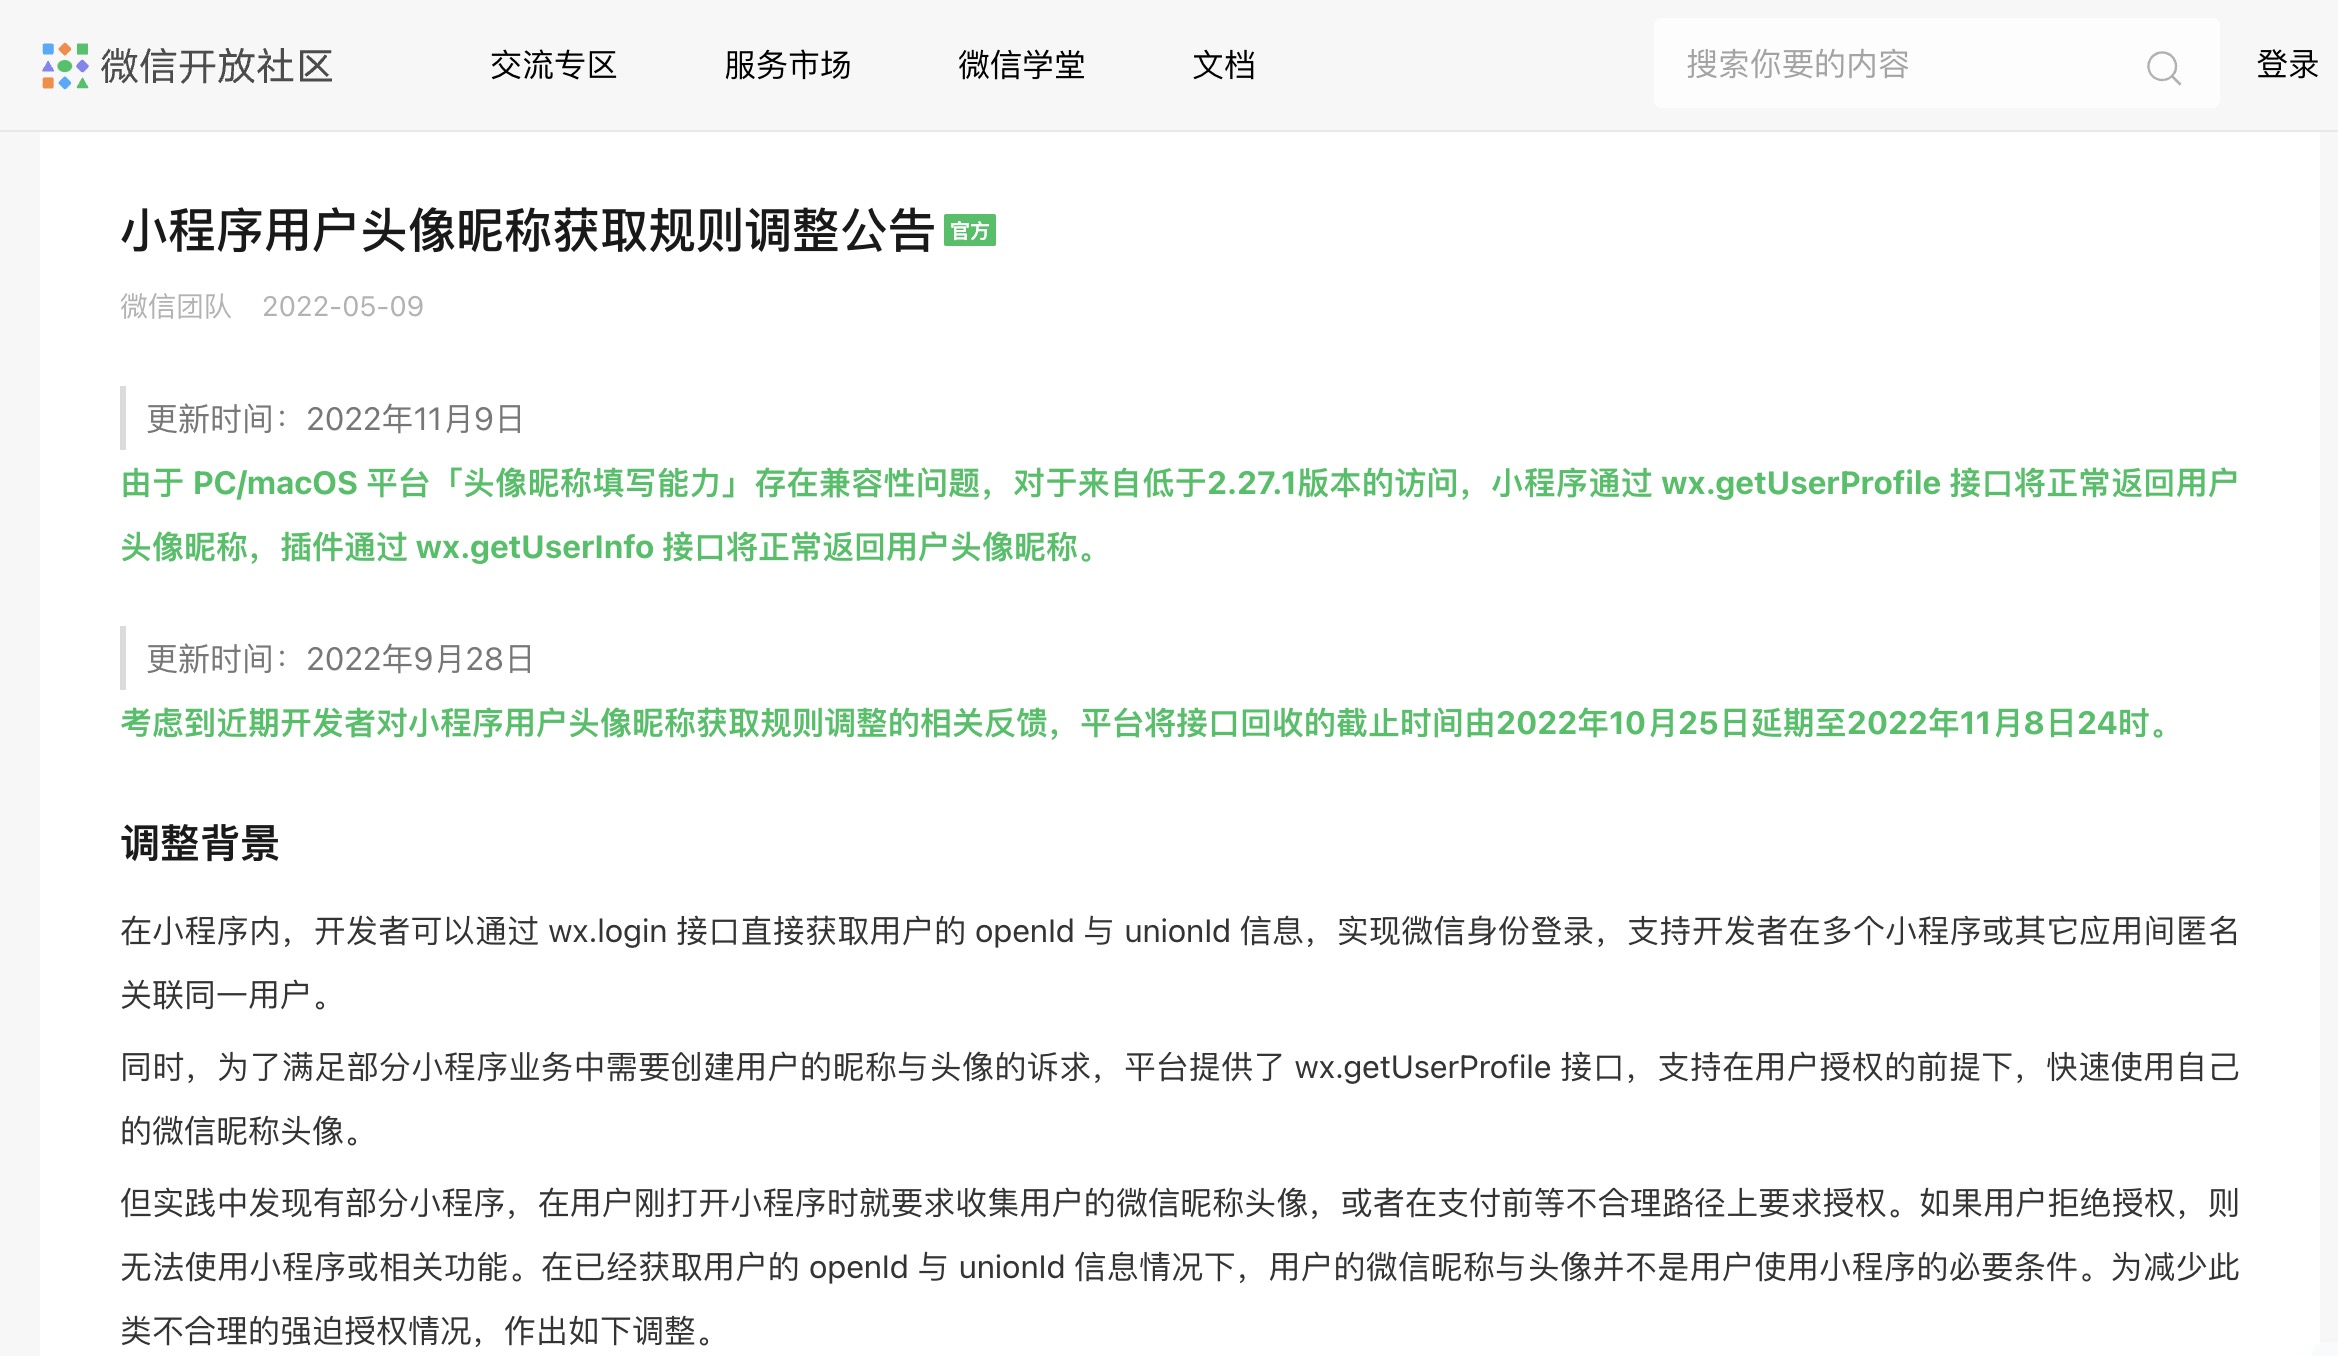 微信开放社区 交流专区 服务市场 微信学堂 文档 搜索你要的内容 登录
小程序用户头像昵称获取规则调整公告 官方
微信团队 2022-05-09
更新时间：2022年11月9日
由于 PC/macOS 平台「头像昵称填写能力」存在兼容性问题，对于来自低于2.27.1版本的访问，小程序通过 wx.getUserProfile 接口将正常返回用户
头像昵称，插件通过 wx.getUserInfo 接口将正常返回用户头像昵称。
更新时间：2022年9月28日
考虑到近期开发者对小程序用户头像昵称获取规则调整的相关反馈，平台将接口回收的截止时间由2022年10月25日延期至2022年11月8日24时。
调整背景
在小程序内，开发者可以通过 wx.login 接口直接获取用户的 openId 与 unionId 信息，实现微信身份登录，支持开发者在多个小程序或其它应用间匿名
关联同一用户。
同时，为了满足部分小程序业务中需要创建用户的昵称与头像的诉求，平台提供了 wx.getUserProfile 接口，支持在用户授权的前提下，快速使用自己
的微信昵称头像。
但实践中发现有部分小程序，在用户刚打开小程序时就要求收集用户的微信昵称头像，或者在支付前等不合理路径上要求授权。如果用户拒绝授权，则
无法使用小程序或相关功能。在已经获取用户的 openId 与 unionId 信息情况下，用户的微信昵称与头像并不是用户使用小程序的必要条件。为减少此
类不合理的强迫授权情况，作出如下调整。